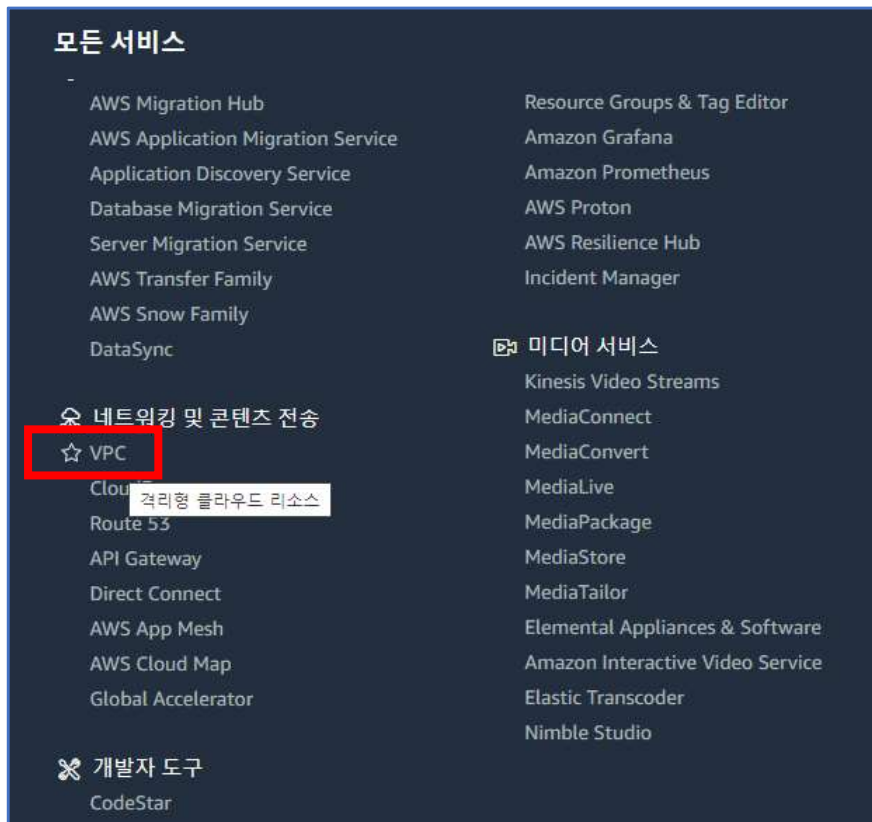 모든 서비스
AWS Migration Hub
AWS Application Migration Service
Application Discovery Service
Database Migration Service
Server Migration Service
AWS Transfer Family
AWS Snow Family
DataSync
네트워킹 및 콘텐츠 전송
VPC
격리형 클라우드 리소스
Route 53
API Gateway
Direct Connect
AWS App Mesh
AWS Cloud Map
Global Accelerator
개발자 도구
CodeStar
Resource Groups & Tag Editor
Amazon Grafana
Amazon Prometheus
AWS Proton
AWS Resilience Hub
Incident Manager
미디어 서비스
Kinesis Video Streams
MediaConnect
MediaConvert
MediaLive
MediaPackage
MediaStore
MediaTailor
Elemental Appliances & Software
Amazon Interactive Video Service
Elastic Transcoder
Nimble Studio